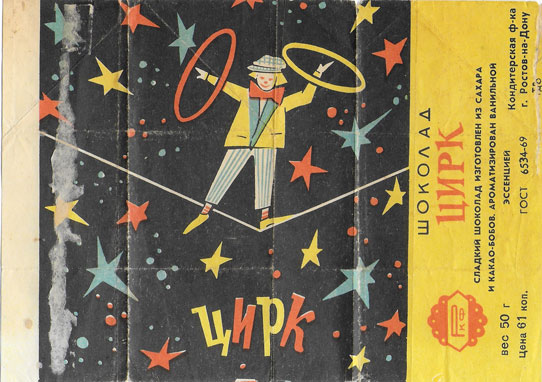 ЦИРК
ШОКОЛАД
ЦИРК
СЛАДКИЙ ШОКОЛАД ИЗГОТОВЛЕН ИЗ САХАРА
И КАКАО-БОБОВ. АРОМАТИЗИРОВАН ВАНИЛЬНОЙ
ЭССЕНЦИЕЙ
ГОСТ 6534-69
Кондитерская ф-ка
г. Ростов-на-Дону
РКФ
вес 50 г
Цена 61 коп.